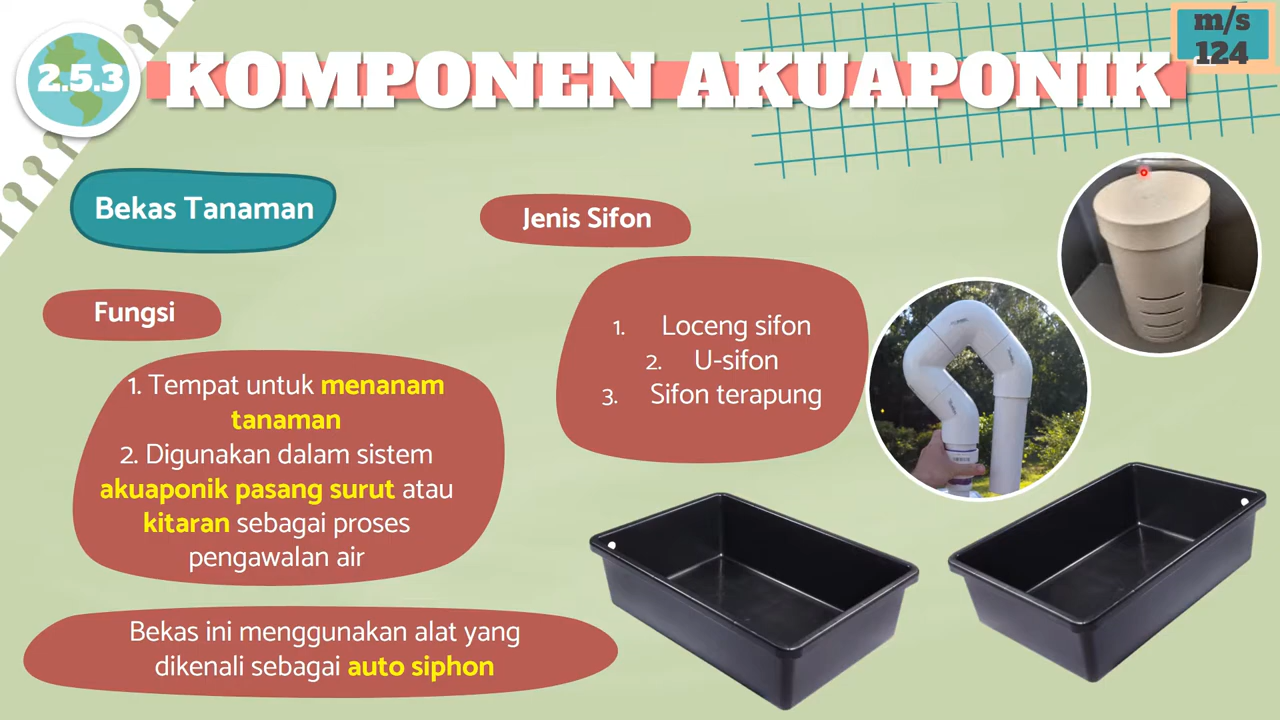 m/s
124
2.5.3
KOMPONEN AKUAPONIK
Bekas Tanaman
Fungsi
1. Tempat untuk menanam
tanaman
2. Digunakan dalam sistem
akuaponik pasang surut atau
kitaran sebagai proses
pengawalan air
Bekas ini menggunakan alat yang
dikenali sebagai auto siphon
Jenis Sifon
1. Loceng sifon
2. U-sifon
3. Sifon terapung